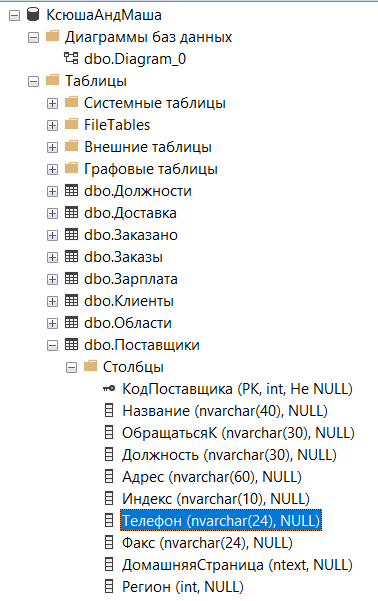 КсюшаАндМаша
Диаграммы баз данных
dbo.Diagram_0
Таблицы
Системные таблицы
FileTables
Внешние таблицы
Графовые таблицы
dbo.Должности
dbo.Доставка
dbo.Заказано
dbo.Заказы
dbo.Зарплата
dbo.Клиенты
dbo.Области
dbo.Поставщики
Столбцы
КодПоставщика (PK, int, Не NULL)
Название (nvarchar(40), NULL)
ОбращатьсяК (nvarchar(30), NULL)
Должность (nvarchar(30), NULL)
Адрес (nvarchar(60), NULL)
Индекс (nvarchar(10), NULL)
Телефон (nvarchar(24), NULL)
Факс (nvarchar(24), NULL)
ДомашняяСтраница (ntext, NULL)
Регион (int, NULL)